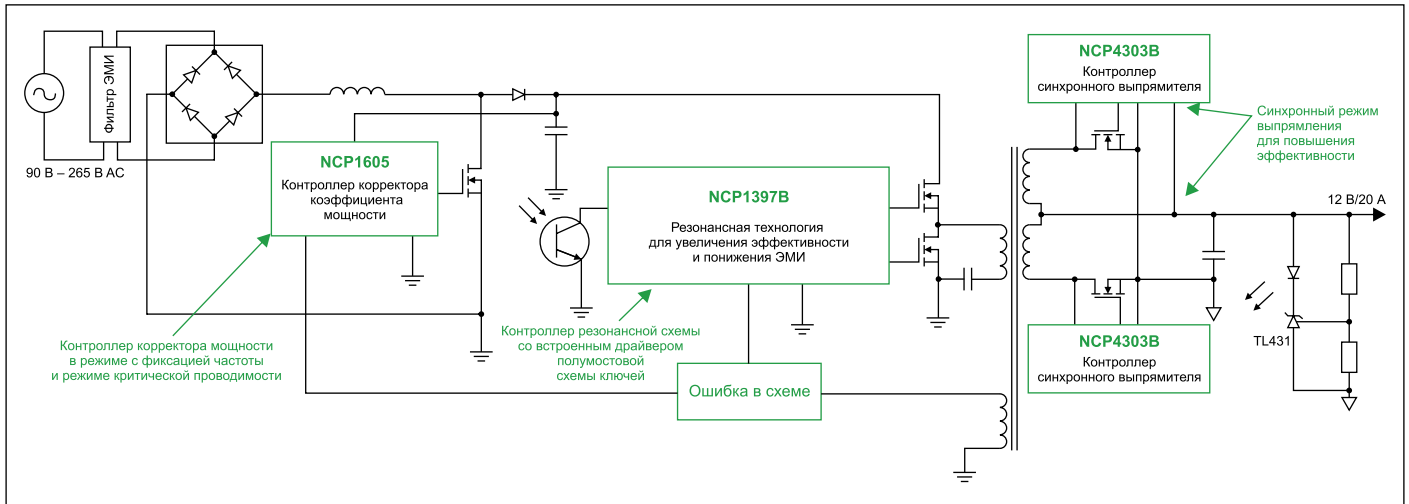 Фильтр ЭМИ
90 В – 265 В AC
NCP1605
Контроллер корректора
коэффициента
мощности
Контроллер корректора мощности
в режиме с фиксацией частоты
и режиме критической проводимости
NCP1397B
Резонансная технология
для увеличения эффективности
и понижения ЭМИ
Контроллер резонансной схемы
со встроенным драйвером
полумостовой
схемы ключей
Ошибка в схеме
NCP4303B
Контроллер
синхронного выпрямителя
Синхронный режим
выпрямления
для повышения
эффективности
12 В/20 А
TL431
NCP4303B
Контроллер
синхронного выпрямителя